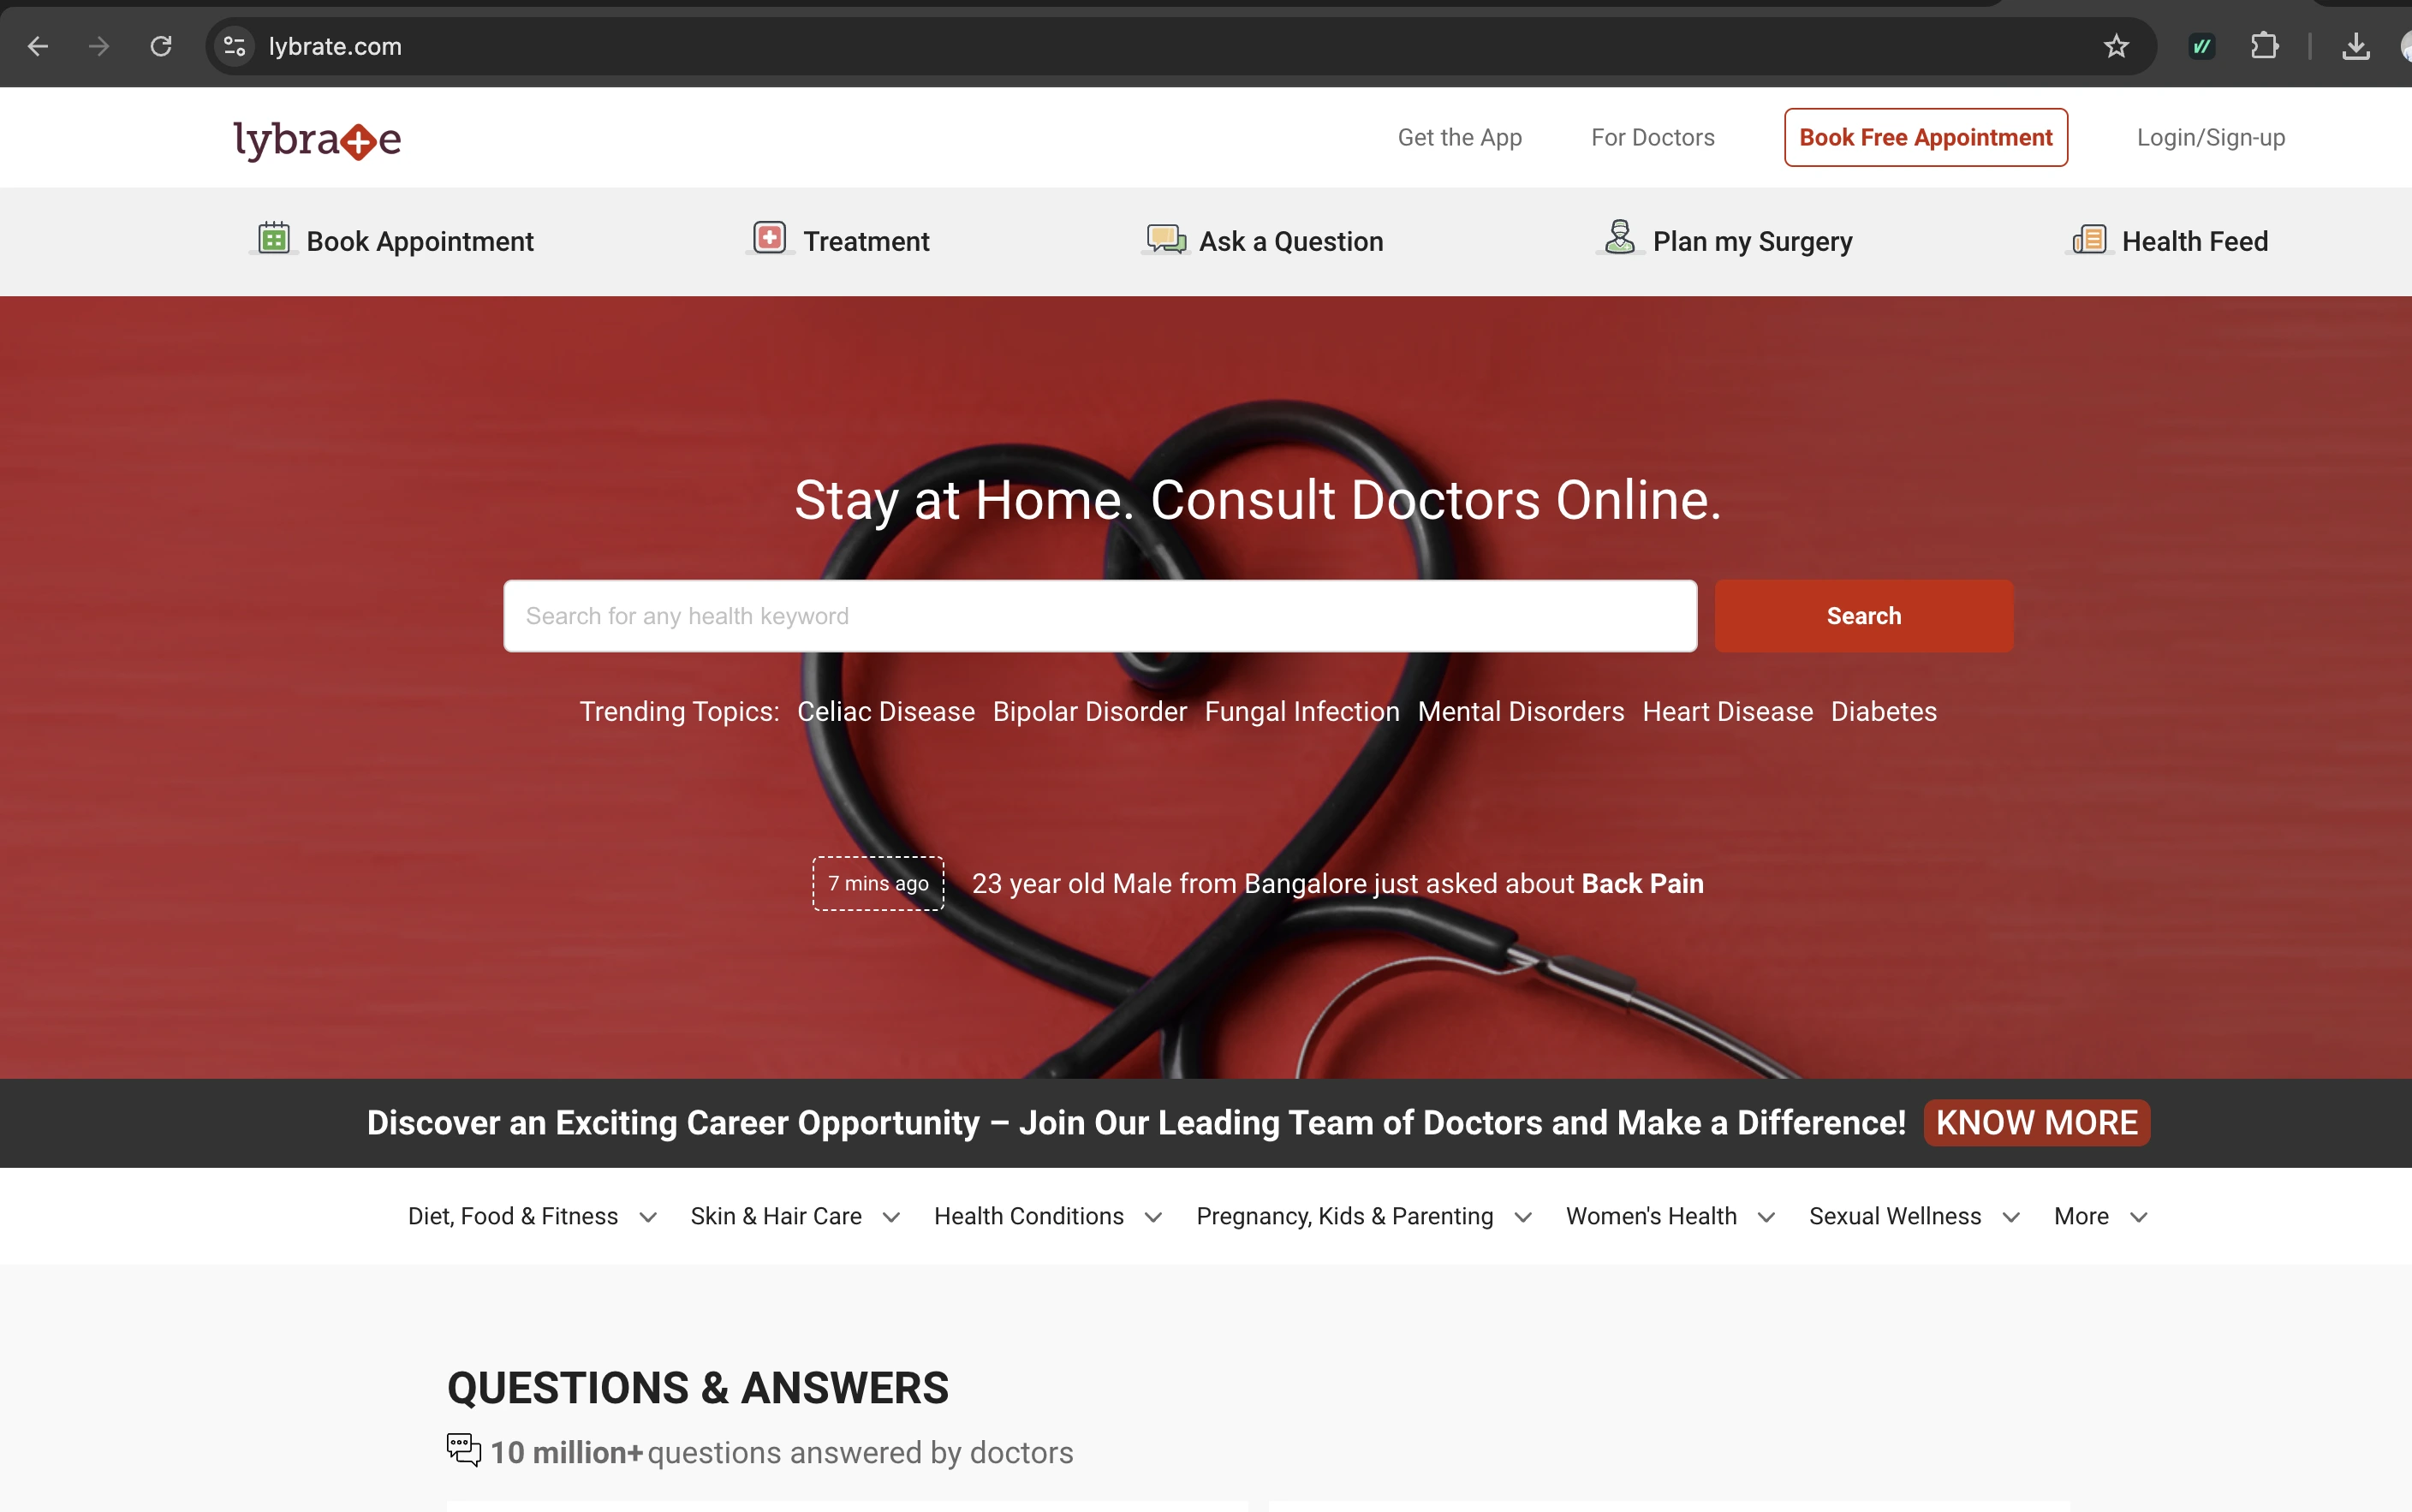 lybrate.com
lybrate
Get the App
For Doctors
Book Free Appointment
Login/Sign-up
Book Appointment
Treatment
Ask a Question
Plan my Surgery
Health Feed
Stay at Home. Consult Doctors Online.
Search for any health keyword
Search
Trending Topics: Celiac Disease Bipolar Disorder Fungal Infection Mental Disorders Heart Disease Diabetes
7 mins ago
23 year old Male from Bangalore just asked about Back Pain
Discover an Exciting Career Opportunity – Join Our Leading Team of Doctors and Make a Difference! KNOW MORE
Diet, Food & Fitness
Skin & Hair Care
Health Conditions
Pregnancy, Kids & Parenting
Women's Health
Sexual Wellness
More
QUESTIONS & ANSWERS
10 million+ questions answered by doctors